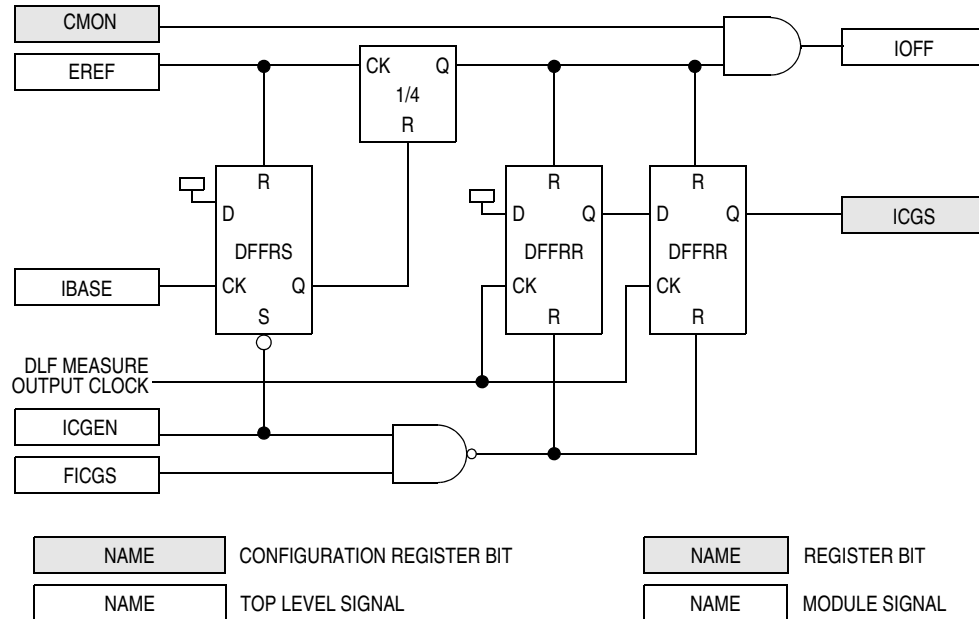 CMON
IOFF
EREF
CK Q
1/4
R
R
D
DFFRS
CK Q
S
R
D Q
DFFRR
CK
R
R
D Q
DFFRR
CK
R
ICGS
IBASE
DLF MEASURE
OUTPUT CLOCK
ICGEN
FICGS
NAME CONFIGURATION REGISTER BIT
NAME REGISTER BIT
NAME TOP LEVEL SIGNAL
NAME MODULE SIGNAL